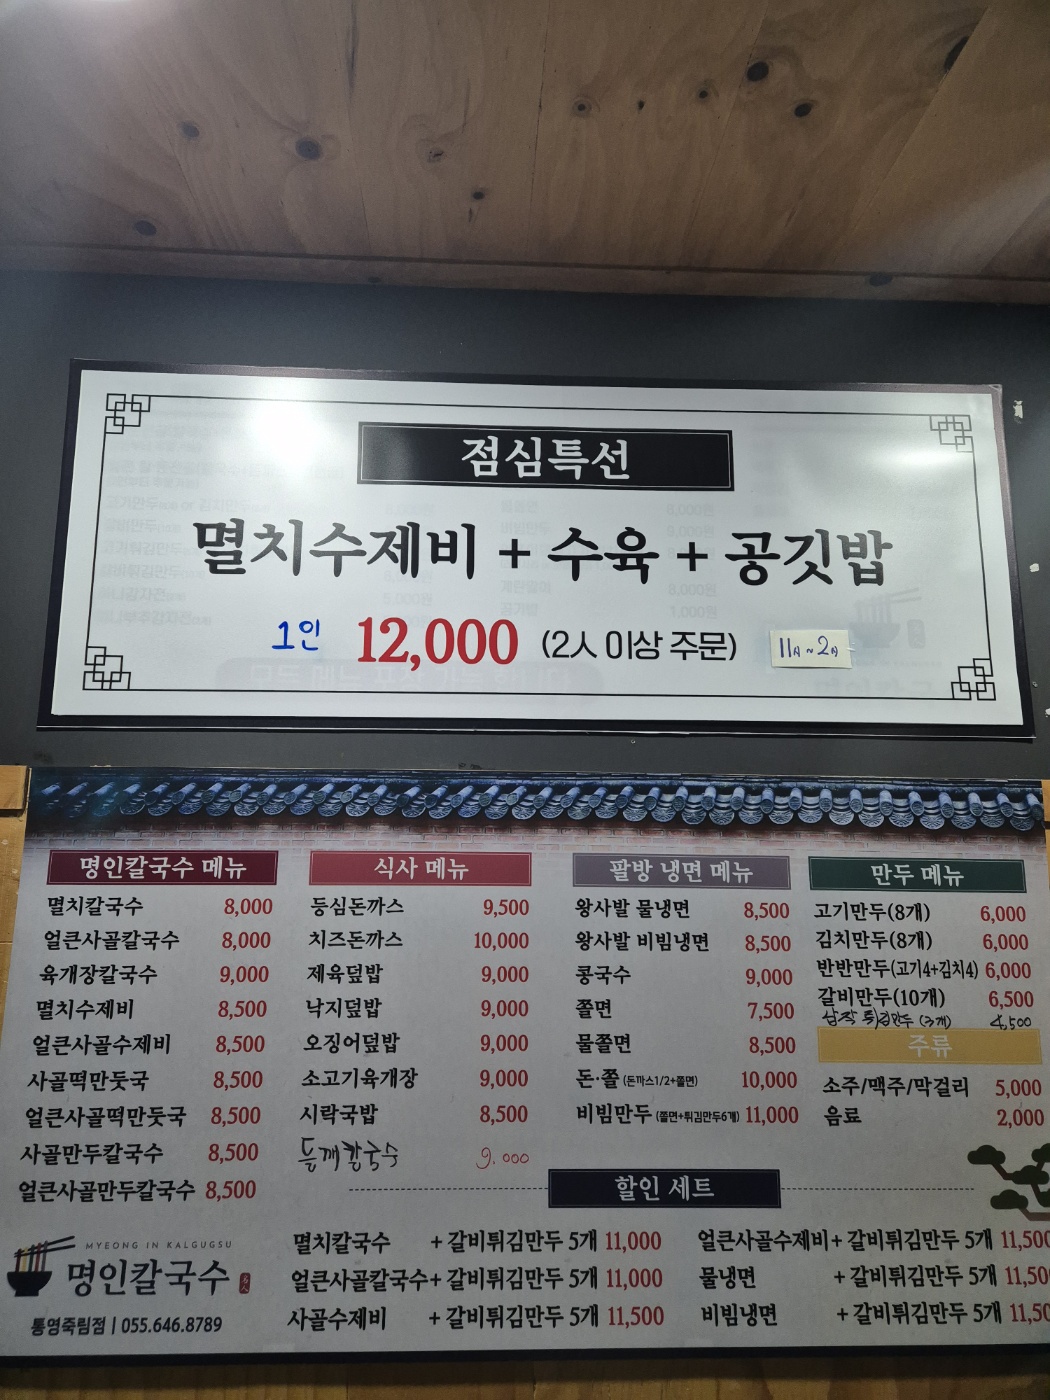 점심특선
멸치수제비 + 수육 + 공깃밥
1인 12,000 (2人 이상 주문) 11시~2시
명인칼국수 메뉴
멸치칼국수 8,000
얼큰사골칼국수 8,000
육개장칼국수 9,000
멸치수제비 8,500
얼큰사골수제비 8,500
사골떡만둣국 8,500
얼큰사골떡만둣국 8,500
사골만두칼국수 8,500
얼큰사골만두칼국수 8,500
식사 메뉴
등심돈까스 9,500
치즈돈까스 10,000
제육덮밥 9,000
낙지덮밥 9,000
오징어덮밥 9,000
소고기육개장 9,000
시락국밥 8,500
들깨칼국수 9.000
팔방 냉면 메뉴
왕사발 물냉면 8,500
왕사발 비빔냉면 8,500
콩국수 9,000
쫄면 7,500
물쫄면 8,500
돈·쫄 (돈까스1/2+쫄면) 10,000
비빔만두 (쫄면+튀김만두6개) 11,000
만두 메뉴
고기만두(8개) 6,000
김치만두(8개) 6,000
반반만두(고기4+김치4) 6,000
갈비만두(10개) 6,500
납작 튀김만두 (3개) 4,500
주류
소주/맥주/막걸리 5,000
음료 2,000
할인 세트
멸치칼국수 + 갈비튀김만두 5개 11,000
얼큰사골칼국수+ 갈비튀김만두 5개 11,000
사골수제비 + 갈비튀김만두 5개 11,500
얼큰사골수제비+ 갈비튀김만두 5개 11,500
물냉면 + 갈비튀김만두 5개 11,50
비빔냉면 + 갈비튀김만두 5개 11,50
MYEONG IN KALGUGSU
명인칼국수
통영죽림점 | 055.646.8789